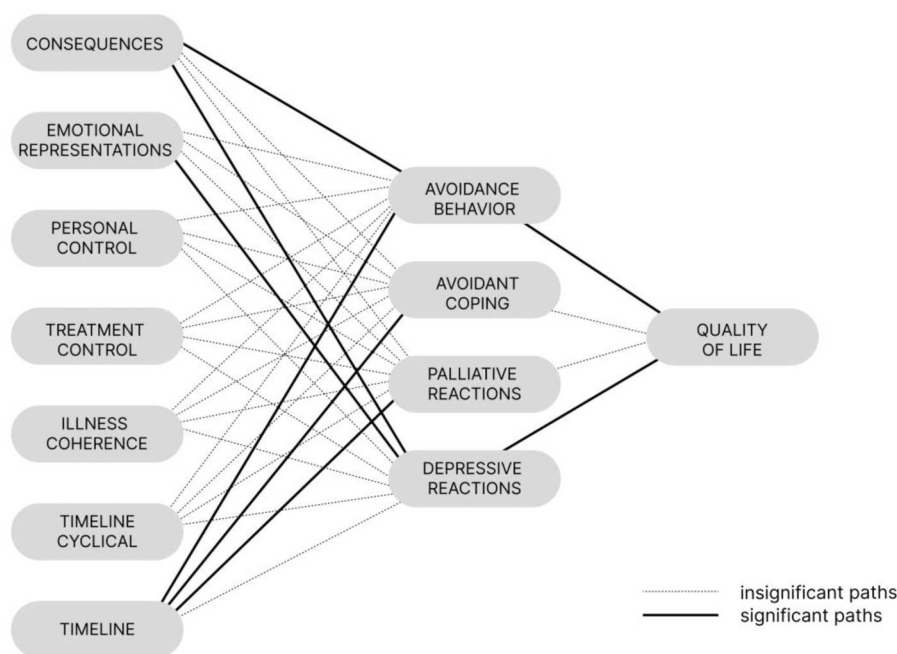 CONSEQUENCES
EMOTIONAL
REPRESENTATIONS
PERSONAL
CONTROL
TREATMENT
CONTROL
ILLNESS
COHERENCE
TIMELINE
CYCLICAL
TIMELINE
AVOIDANCE
BEHAVIOR
AVOIDANT
COPING
PALLIATIVE
REACTIONS
DEPRESSIVE
REACTIONS
QUALITY
OF LIFE
insignificant paths
significant paths